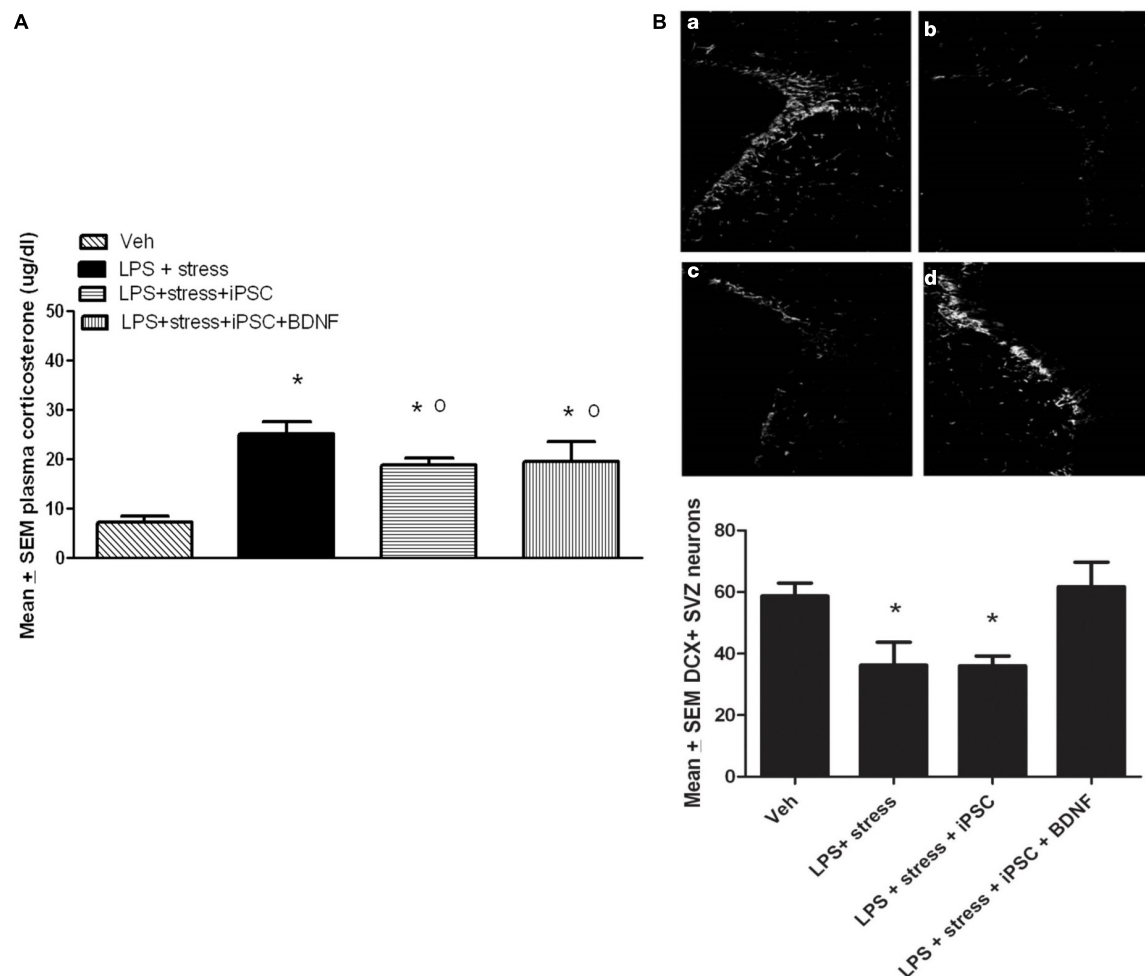 A
Veh
LPS + stress
LPS+stress+iPSC
LPS+stress+iPSC+BDNF
Mean ± SEM plasma corticosterone (ug/dl)
50
40
30
20
10
0
*
* o
* o
B
a
b
c
d
Mean ± SEM DCX+ SVZ neurons
80
60
40
20
0
*
*
Veh
LPS+ stress
LPS + stress + iPSC
LPS + stress + iPSC + BDNF